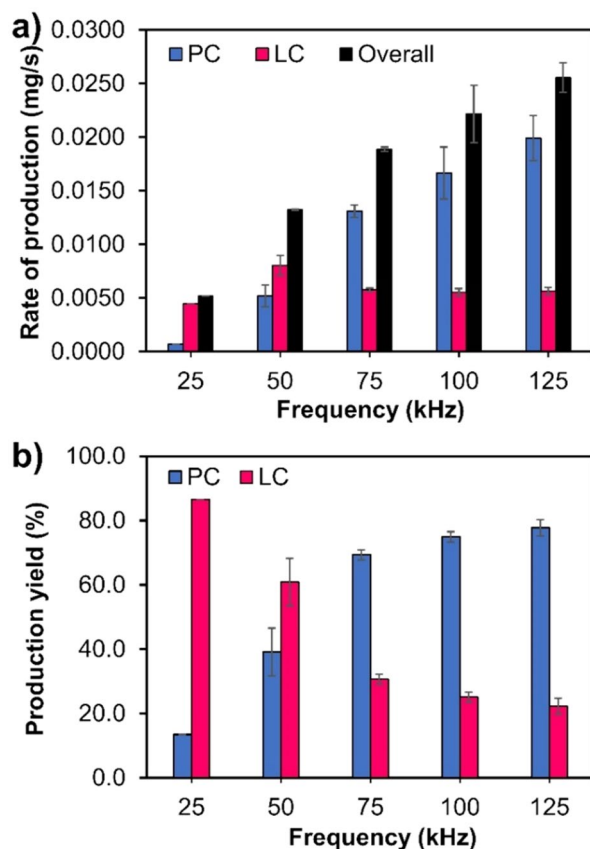 a)
Rate of production (mg/s)
0.0300
0.0250
0.0200
0.0150
0.0100
0.0050
0.0000
PC LC Overall
25 50 75 100 125
Frequency (kHz)
b)
Production yield (%)
100.0
80.0
60.0
40.0
20.0
0.0
PC LC
25 50 75 100 125
Frequency (kHz)